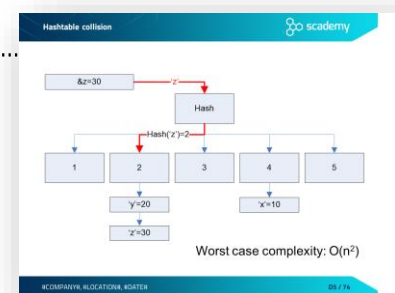 Hashtable collision
scademy
&z=30
'z'
Hash
Hash('z')=2
1
2
3
4
5
'y'=20
'x'=10
'z'=30
Worst case complexity: O(n²)
#COMPANY#, #LOCATION#, #DATE#